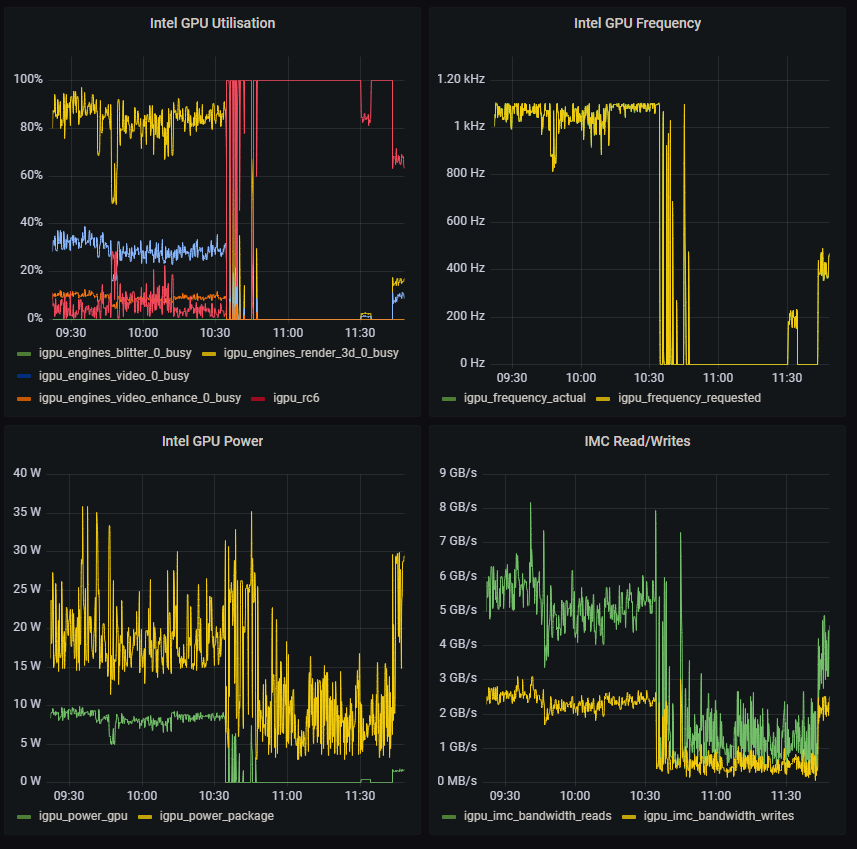 Intel GPU Utilisation
100%
80%
60%
40%
20%
0%
09:30 10:00 10:30 11:00 11:30
igpu_engines_blitter_0_busy igpu_engines_render_3d_0_busy
igpu_engines_video_0_busy
igpu_engines_video_enhance_0_busy igpu_rc6
Intel GPU Frequency
1.20 kHz
1 kHz
800 Hz
600 Hz
400 Hz
200 Hz
0 Hz
09:30 10:00 10:30 11:00 11:30
igpu_frequency_actual igpu_frequency_requested
Intel GPU Power
40 W
35 W
30 W
25 W
20 W
15 W
10 W
5 W
0 W
09:30 10:00 10:30 11:00 11:30
igpu_power_gpu igpu_power_package
IMC Read/Writes
9 GB/s
8 GB/s
7 GB/s
6 GB/s
5 GB/s
4 GB/s
3 GB/s
2 GB/s
1 GB/s
0 MB/s
09:30 10:00 10:30 11:00 11:30
igpu_imc_bandwidth_reads igpu_imc_bandwidth_writes